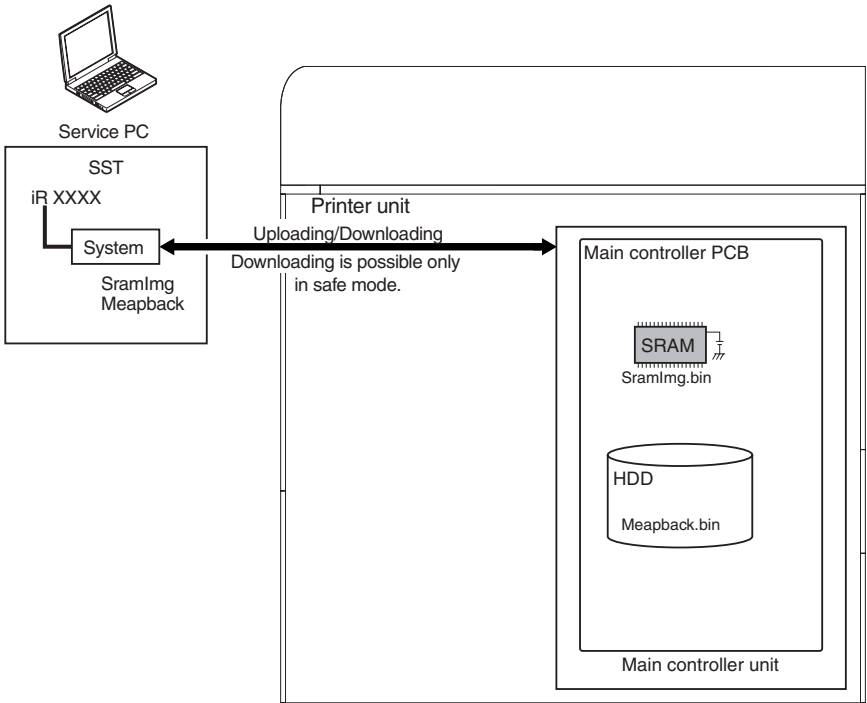 Service PC
SST
iR XXXX
System
SramImg
Meapback
Printer unit
Uploading/Downloading
Downloading is possible only
in safe mode.
Main controller PCB
SRAM
SramImg.bin
HDD
Meapback.bin
Main controller unit